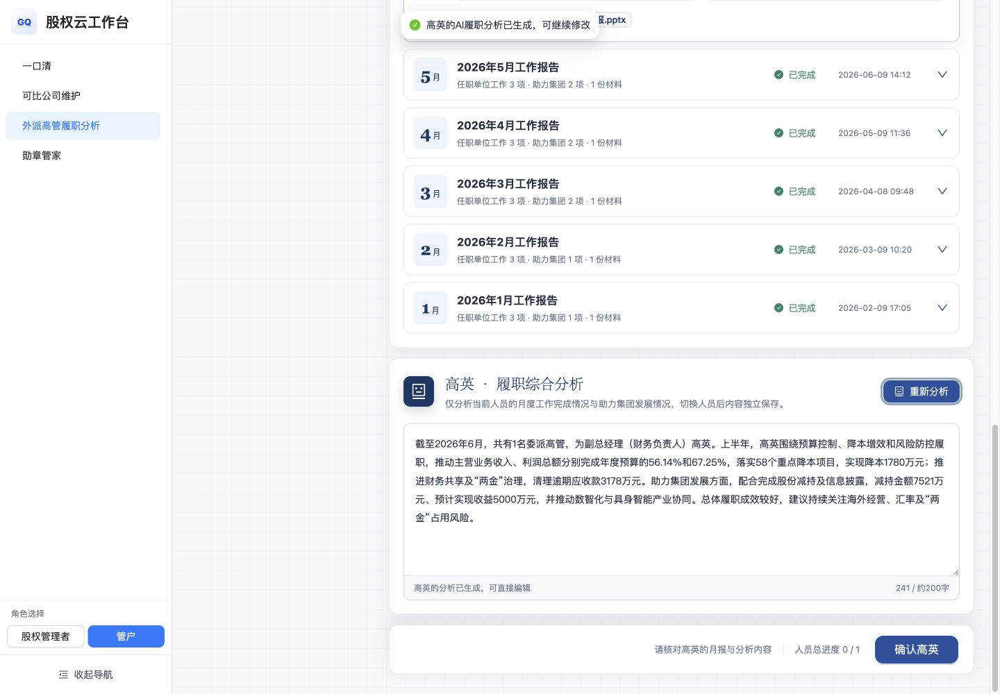 GQ 股权云工作台
一口清
可比公司维护
外派高管履职分析
勋章管家
角色选择
股权管理者 管户
收起导航
高英的AI履职分析已生成，可继续修改
.pptx
5月 2026年5月工作报告 已完成 2026-06-09 14:12
任职单位工作 3 项 · 助力集团 2 项 · 1 份材料
4月 2026年4月工作报告 已完成 2026-05-09 11:36
任职单位工作 3 项 · 助力集团 2 项 · 1 份材料
3月 2026年3月工作报告 已完成 2026-04-08 09:48
任职单位工作 3 项 · 助力集团 2 项 · 1 份材料
2月 2026年2月工作报告 已完成 2026-03-09 10:20
任职单位工作 3 项 · 助力集团 1 项 · 1 份材料
1月 2026年1月工作报告 已完成 2026-02-09 17:05
任职单位工作 3 项 · 助力集团 1 项 · 1 份材料
高英 · 履职综合分析
仅分析当前人员的月度工作完成情况与助力集团发展情况，切换人员后内容独立保存。
重新分析
截至2026年6月，共有1名委派高管，为副总经理（财务负责人）高英。上半年，高英围绕预算控制、降本增效和风险防控履
职，推动主营业务收入、利润总额分别完成年度预算的56.14%和67.25%，落实58个重点降本项目，实现降本1780万元；推
进财务共享及“两金”治理，清理逾期应收款3178万元。助力集团发展方面，配合完成股份减持及信息披露，减持金额7521万
元、预计实现收益5000万元，并推动数智化与具身智能产业协同。总体履职成效较好，建议持续关注海外经营、汇率及“两
金”占用风险。
高英的分析已生成，可直接编辑 241 / 约200字
请核对高英的月报与分析内容 人员总进度 0 / 1 确认高英